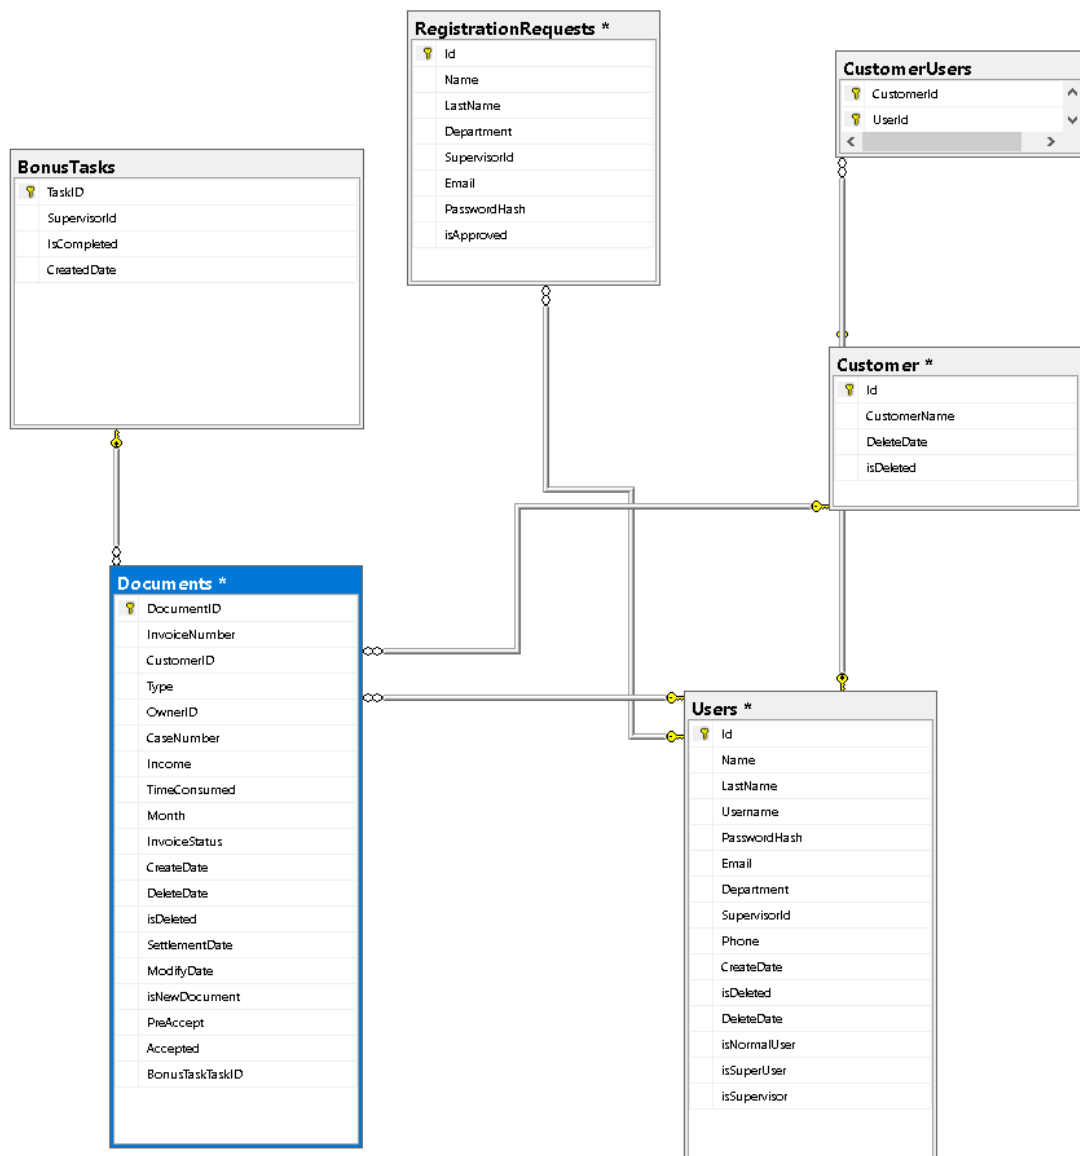 RegistrationRequests *
Id
Name
LastName
Department
SupervisorId
Email
PasswordHash
isApproved
CustomerUsers
CustomerId
UserId
BonusTasks
TaskID
SupervisorId
IsCompleted
CreatedDate
Customer *
Id
CustomerName
DeleteDate
isDeleted
Documents *
DocumentID
InvoiceNumber
CustomerID
Type
OwnerID
CaseNumber
Income
TimeConsumed
Month
InvoiceStatus
CreateDate
DeleteDate
isDeleted
SettlementDate
ModifyDate
isNewDocument
PreAccept
Accepted
BonusTaskTaskID
Users *
Id
Name
LastName
Username
PasswordHash
Email
Department
SupervisorId
Phone
CreateDate
isDeleted
DeleteDate
isNormalUser
isSuperUser
isSupervisor